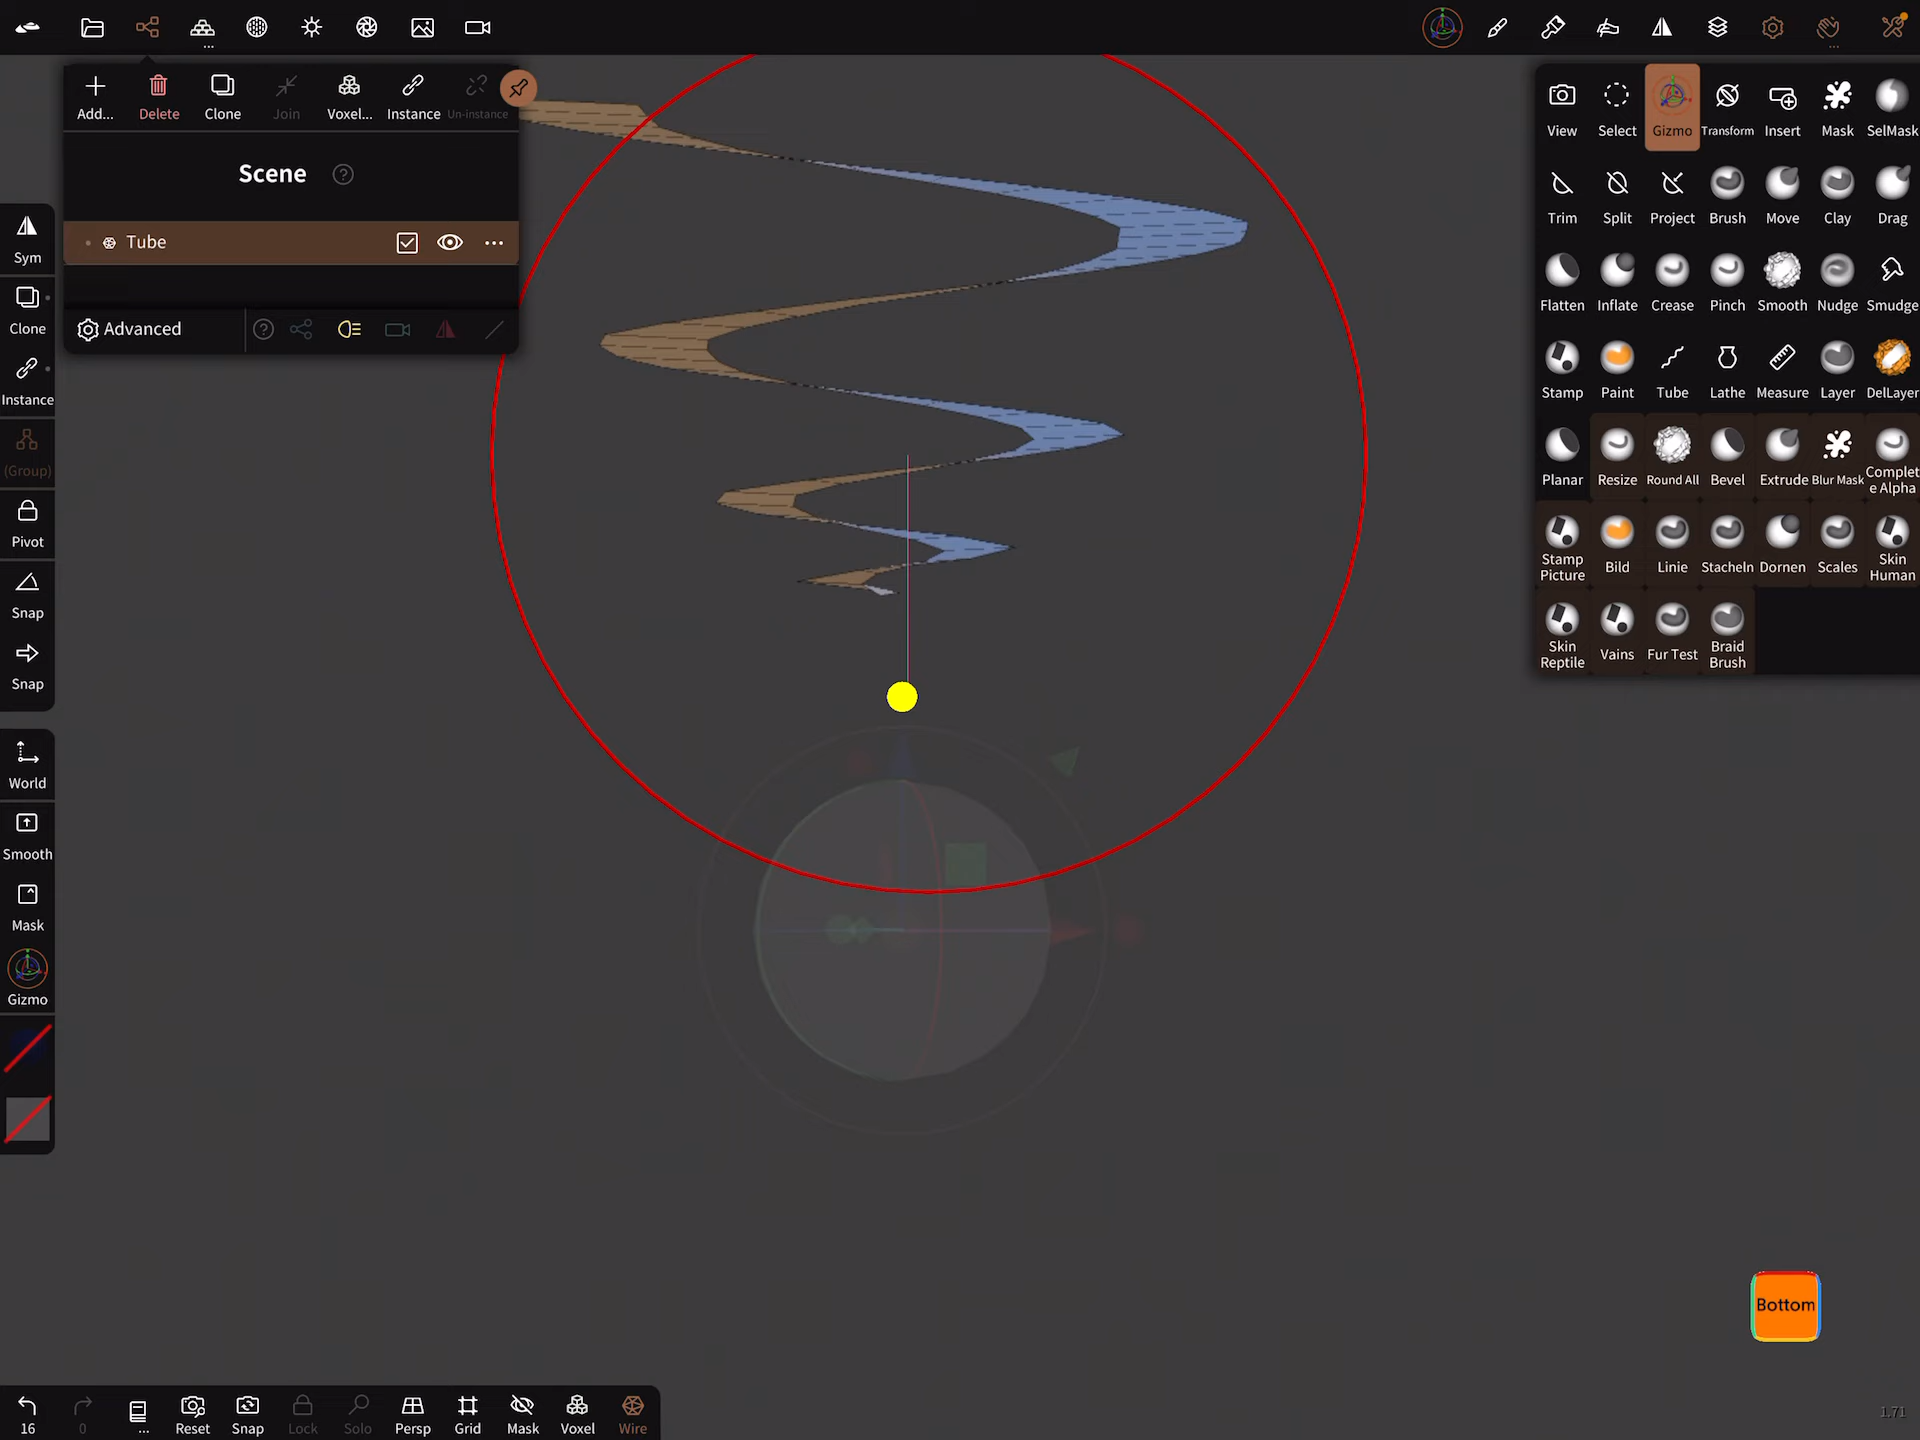 Add...
Delete
Clone
Join
Voxel...
Instance
Un-instance
Scene
?
Tube
Advanced
?
Sym
Clone
Instance
(Group)
Pivot
Snap
Snap
World
Smooth
Mask
Gizmo
View
Select
Gizmo
Transform
Insert
Mask
SelMask
Trim
Split
Project
Brush
Move
Clay
Drag
Flatten
Inflate
Crease
Pinch
Smooth
Nudge
Smudge
Stamp
Paint
Tube
Lathe
Measure
Layer
DelLayer
Planar
Resize
Round All
Bevel
Extrude
Blur Mask
Complet
e Alpha
Stamp
Picture
Bild
Linie
Stacheln
Dornen
Scales
Skin
Human
Skin
Reptile
Vains
Fur Test
Braid
Brush
Bottom
16
0
...
Reset
Snap
Lock
Solo
Persp
Grid
Mask
Voxel
Wire
1.71